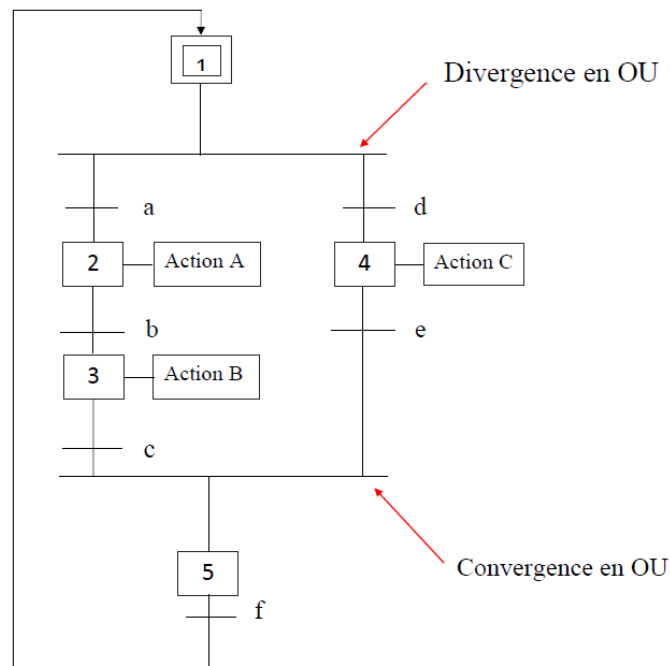 1
Divergence en OU
a
d
2
Action A
4
Action C
b
e
3
Action B
c
5
Convergence en OU
f